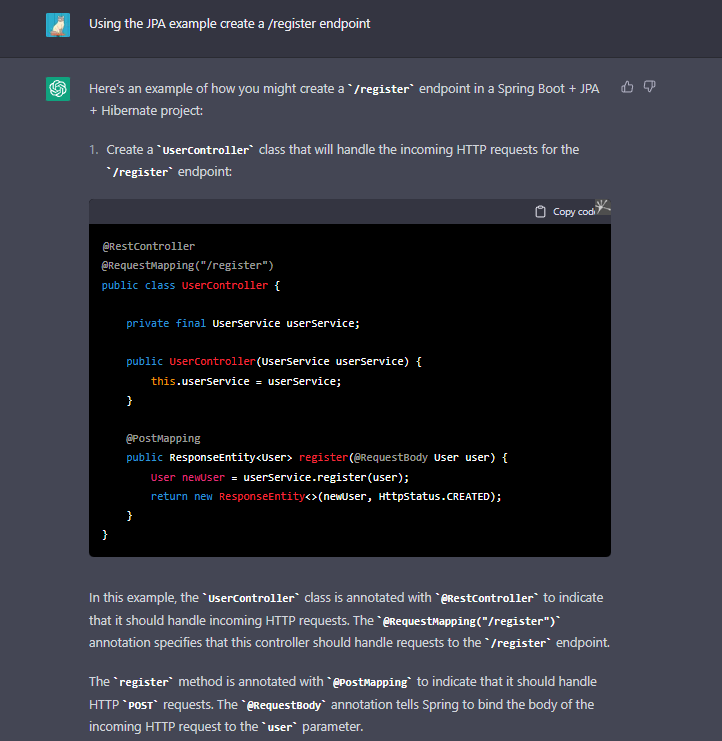 Using the JPA example create a /register endpoint
Here's an example of how you might create a `/register` endpoint in a Spring Boot + JPA
+ Hibernate project:
1. Create a `UserController` class that will handle the incoming HTTP requests for the
`/register` endpoint:
Copy code
@RestController
@RequestMapping("/register")
public class UserController {
private final UserService userService;
public UserController(UserService userService) {
this.userService = userService;
}
@PostMapping
public ResponseEntity<User> register(@RequestBody User user) {
User newUser = userService.register(user);
return new ResponseEntity<>(newUser, HttpStatus.CREATED);
}
}
In this example, the `UserController` class is annotated with `@RestController` to indicate
that it should handle incoming HTTP requests. The `@RequestMapping("/register")`
annotation specifies that this controller should handle requests to the `/register` endpoint.
The `register` method is annotated with `@PostMapping` to indicate that it should handle
HTTP `POST` requests. The `@RequestBody` annotation tells Spring to bind the body of the
incoming HTTP request to the `user` parameter.